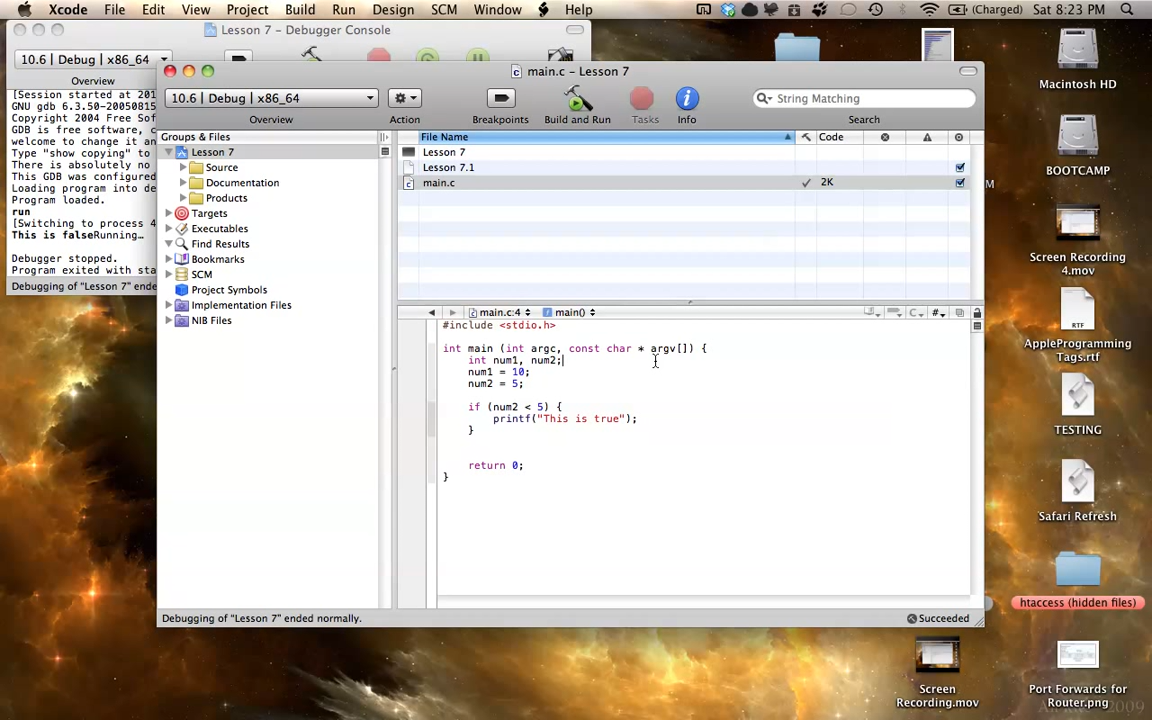 Xcode File Edit View Project Build Run Design SCM Window Help (Charged) Sat 8:23 PM
Lesson 7 – Debugger Console
10.6 | Debug | x86_64
Overview
[Session started at 201
GNU gdb 6.3.50-20050815
Copyright 2004 Free Sof
GDB is free software, c
welcome to change it an
Type "show copying" to
There is absolutely no
This GDB was configured
Loading program into de
Program loaded.
run
[Switching to process 4
This is falseRunning…
Debugger stopped.
Program exited with sta
Debugging of "Lesson 7" ende
main.c – Lesson 7
10.6 | Debug | x86_64
String Matching
Overview Action Breakpoints Build and Run Tasks Info Search
Groups & Files
Lesson 7
Source
Documentation
Products
Targets
Executables
Find Results
Bookmarks
SCM
Project Symbols
Implementation Files
NIB Files
File Name Code
Lesson 7
Lesson 7.1
main.c 2K
main.c:4 main()
#include <stdio.h>
int main (int argc, const char * argv[]) {
int num1, num2;
num1 = 10;
num2 = 5;
if (num2 < 5) {
printf("This is true");
}
return 0;
}
Debugging of "Lesson 7" ended normally.
Succeeded
Macintosh HD
BOOTCAMP
M
Screen Recording
4.mov
RTF
AppleProgramming
Tags.rtf
TESTING
Safari Refresh
htaccess (hidden files)
Screen
Recording.mov
Port Forwards for
Router.png